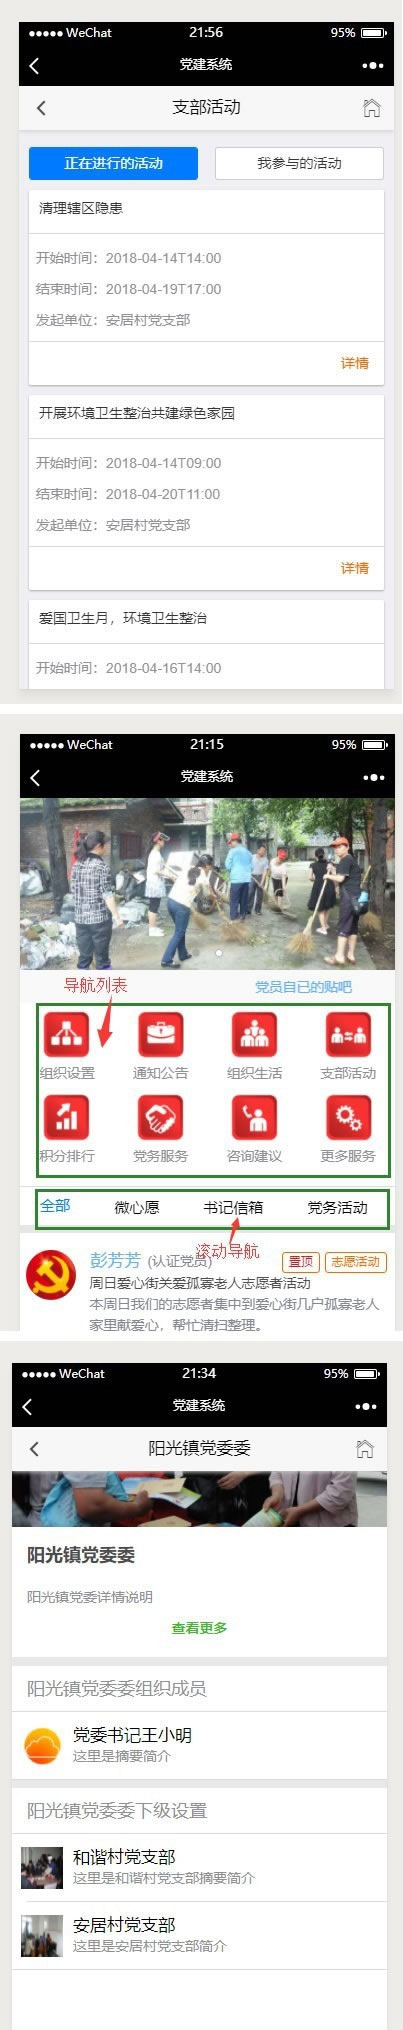 WeChat 21:56 95%
党建系统
支部活动
正在进行的活动 我参与的活动
清理辖区隐患
开始时间：2018-04-14T14:00
结束时间：2018-04-19T17:00
发起单位：安居村党支部
详情
开展环境卫生整治共建绿色家园
开始时间：2018-04-14T09:00
结束时间：2018-04-20T11:00
发起单位：安居村党支部
详情
爱国卫生月，环境卫生整治
开始时间：2018-04-16T14:00
WeChat 21:15 95%
党建系统
导航列表 党员自已的贴吧
组织设置 通知公告 组织生活 支部活动
积分排行 党务服务 咨询建议 更多服务
全部 微心愿 书记信箱 党务活动
滚动导航
彭芳芳 (认证党员) 置顶 志愿活动
周日爱心街关爱孤寡老人志愿者活动
本周日我们的志愿者集中到爱心街几户孤寡老人
家里献爱心，帮忙清扫整理。
WeChat 21:34 95%
党建系统
阳光镇党委委
阳光镇党委委
阳光镇党委详情说明
查看更多
阳光镇党委委组织成员
党委书记王小明
这里是摘要简介
阳光镇党委委下级设置
和谐村党支部
这里是和谐村党支部摘要简介
安居村党支部
这里是安居村党支部简介